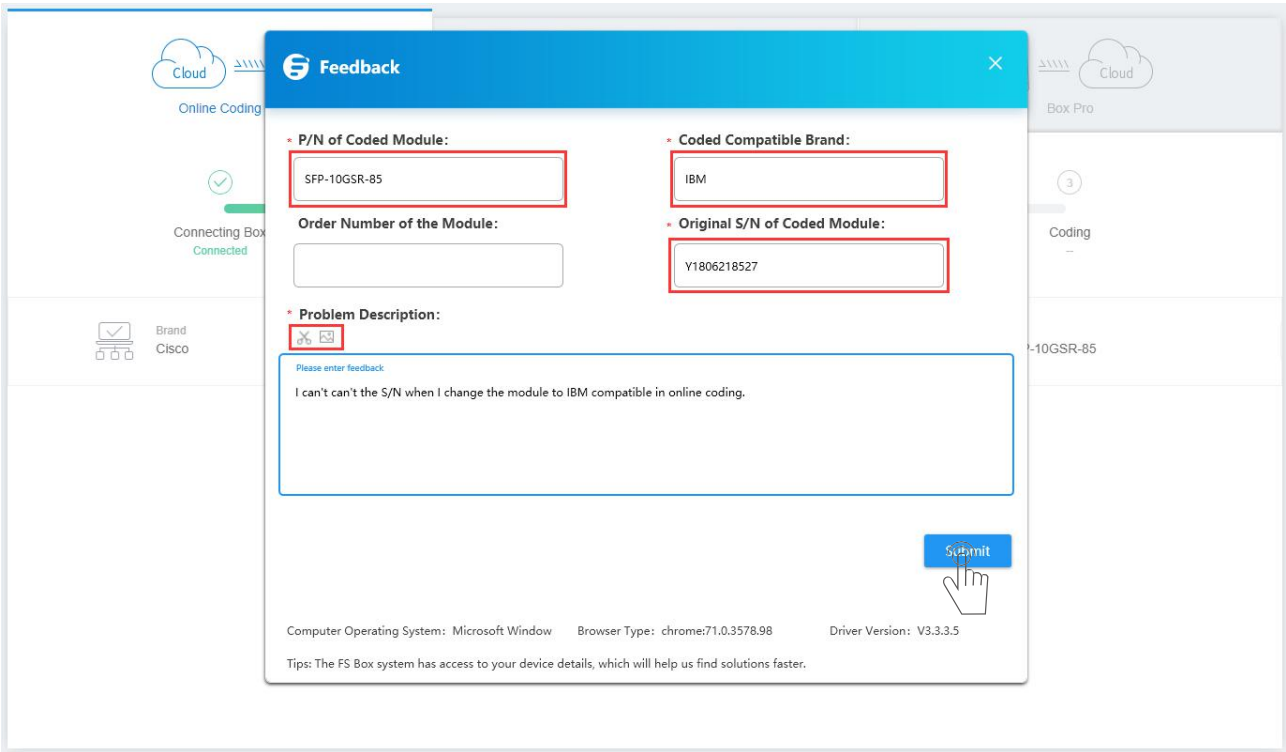 Cloud
Cloud
Feedback
Online Coding
Box Pro
* P/N of Coded Module:
* Coded Compatible Brand:
SFP-10GSR-85
IBM
3
Order Number of the Module:
* Original S/N of Coded Module:
Connecting Box
Connected
Coding
--
Y1806218527
* Problem Description:
Brand
Cisco
-10GSR-85
Please enter feedback
I can't can't the S/N when I change the module to IBM compatible in online coding.
Submit
Computer Operating System: Microsoft Window Browser Type: chrome:71.0.3578.98 Driver Version: V3.3.3.5
Tips: The FS Box system has access to your device details, which will help us find solutions faster.